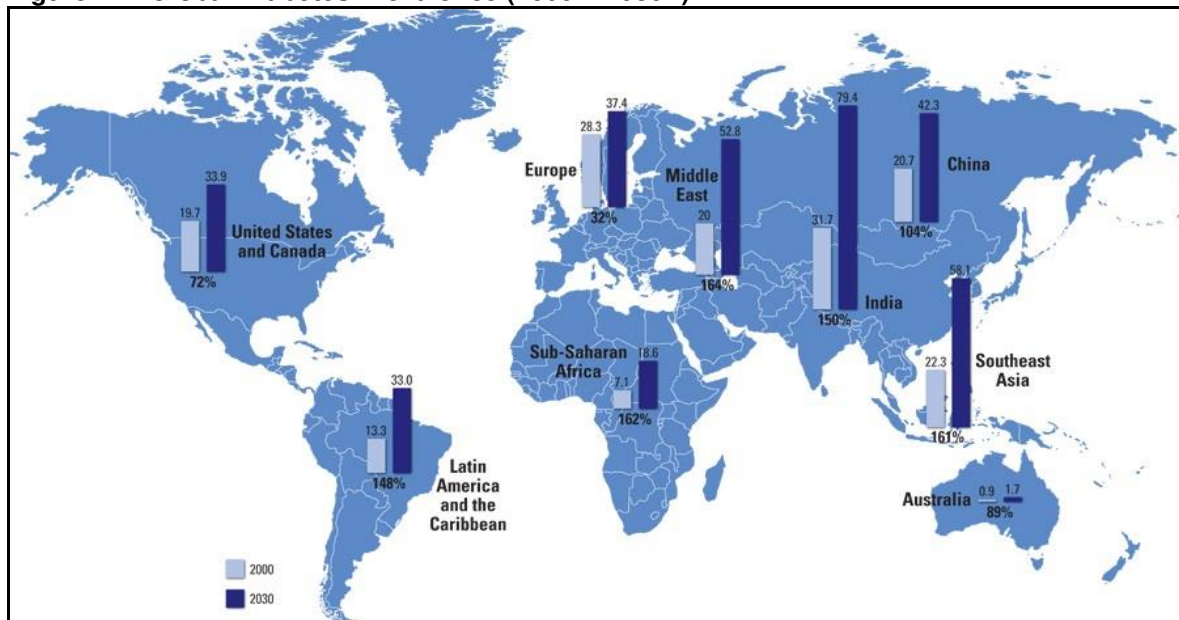 79.4
37.4
42.3
52.8
28.3
Europe
Middle
East
20.7
China
33.9
32%
20
31.7
104%
19.7
United States
and Canada
72%
164%
58.1
India
150%
Sub-Saharan
Africa
18.6
7.1
162%
22.3
Southeast
Asia
161%
33.0
13.3
148%
Latin
America
and the
Caribbean
Australia
0.9
1.7
89%
2000
2030